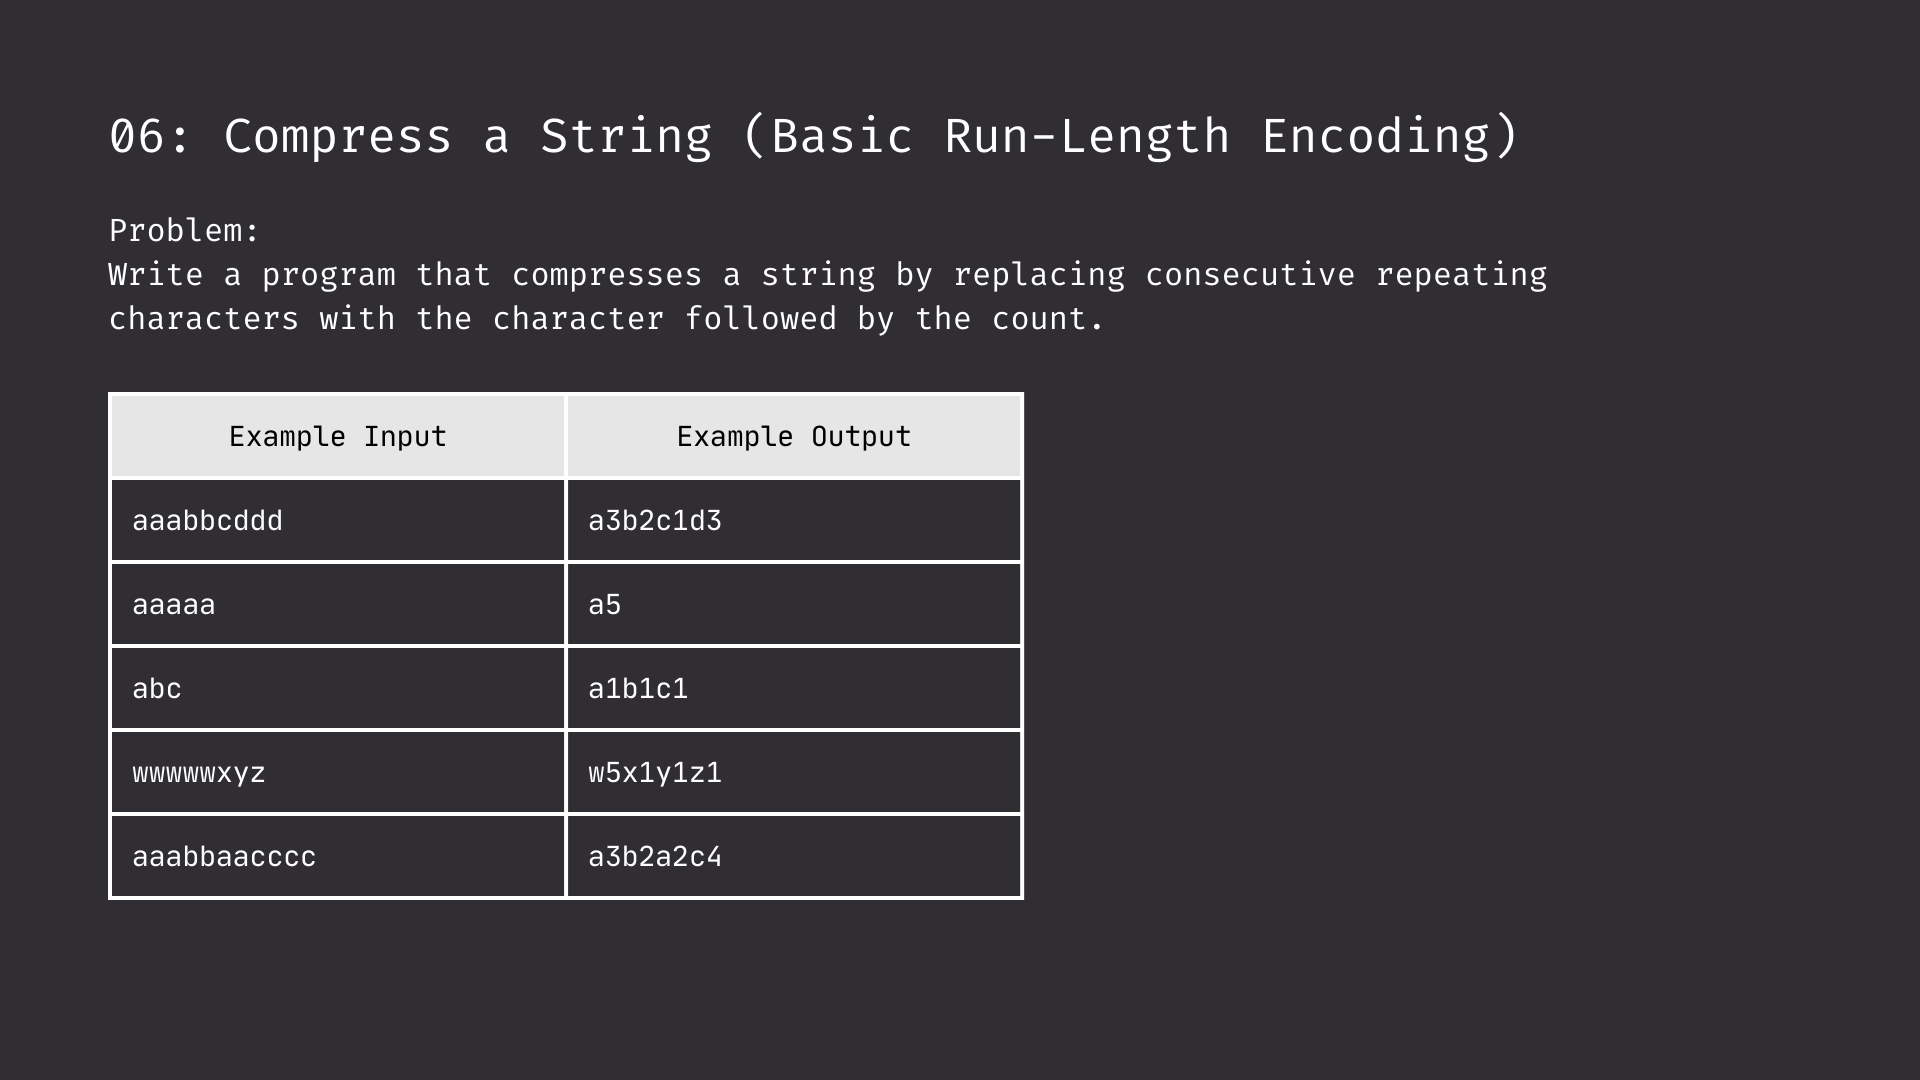 06: Compress a String (Basic Run-Length Encoding)
Problem:
Write a program that compresses a string by replacing consecutive repeating
characters with the character followed by the count.
Example Input Example Output
aaabbcddd a3b2c1d3
aaaaa a5
abc a1b1c1
wwwwwxyz w5x1y1z1
aaabbaacccc a3b2a2c4